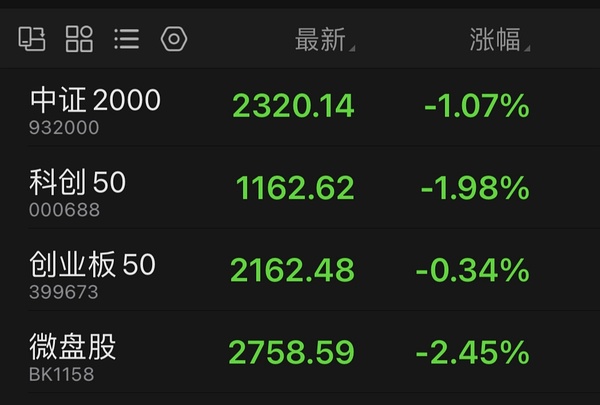 最新 涨幅
中证2000 2320.14 -1.07%
932000
科创50 1162.62 -1.98%
000688
创业板50 2162.48 -0.34%
399673
微盘股 2758.59 -2.45%
BK1158